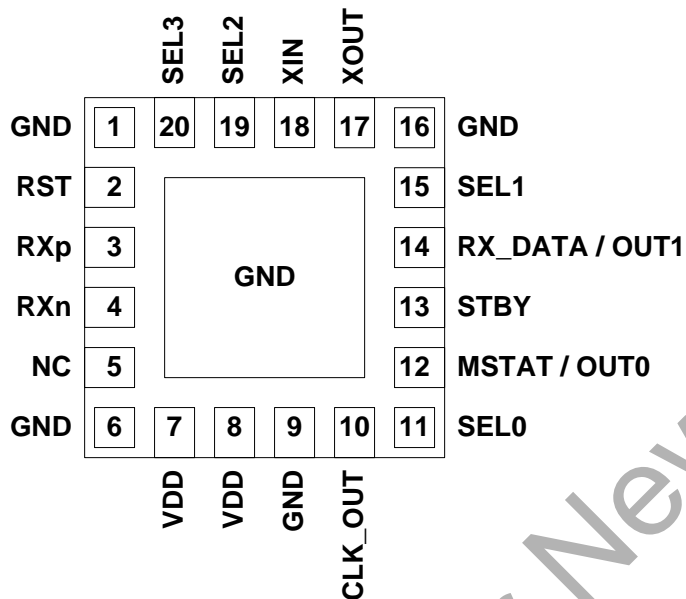 SEL3 SEL2 XIN XOUT
GND 1 20 19 18 17 16 GND
RST 2 15 SEL1
RXp 3 14 RX_DATA / OUT1
GND
RXn 4 13 STBY
NC 5 12 MSTAT / OUT0
GND 6 7 8 9 10 11 SEL0
VDD VDD GND CLK_OUT
New